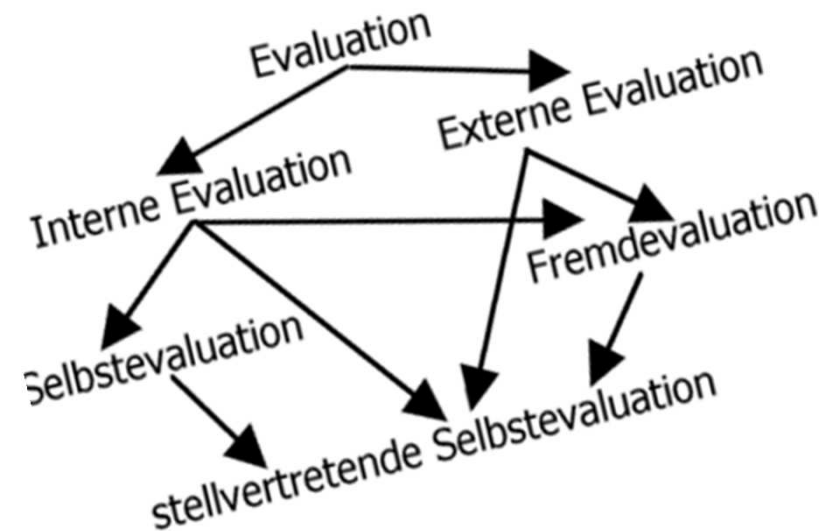 Evaluation
Externe Evaluation
Interne Evaluation
Fremdevaluation
Selbstevaluation
stellvertretende Selbstevaluation